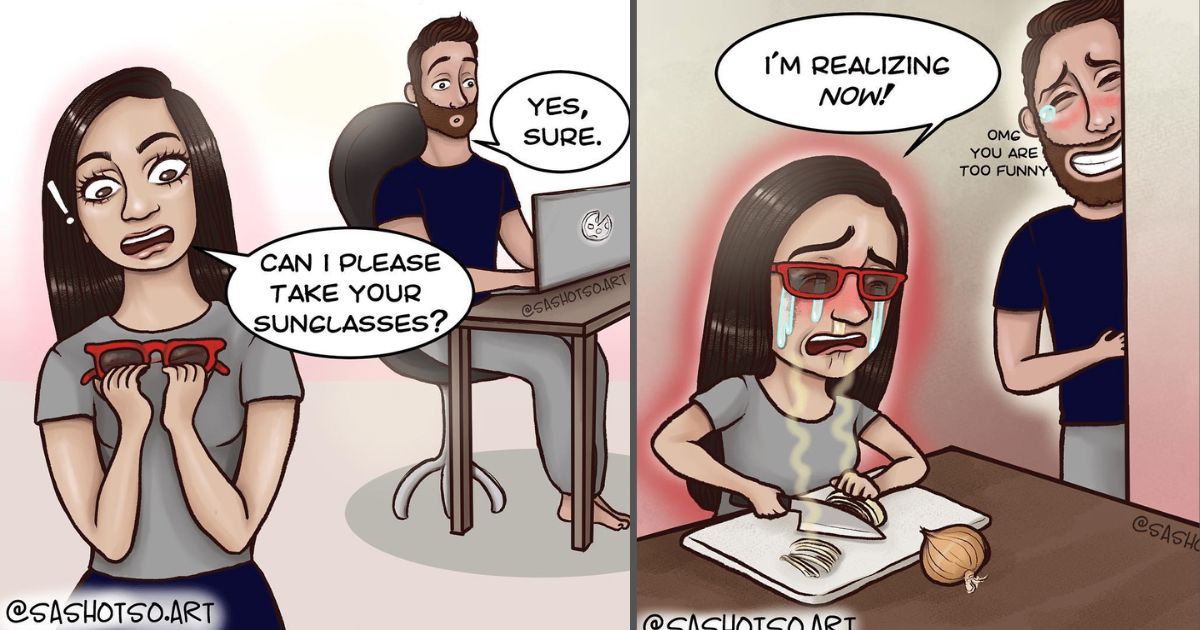 YES,
SURE.
CAN I PLEASE
TAKE YOUR
SUNGLASSES?
!
@SASHOTSO.ART
@SASHOTSO.ART
I'M REALIZING
NOW!
OMG
YOU ARE
TOO FUNNY
@SASHO
@SASHOTSO.ART